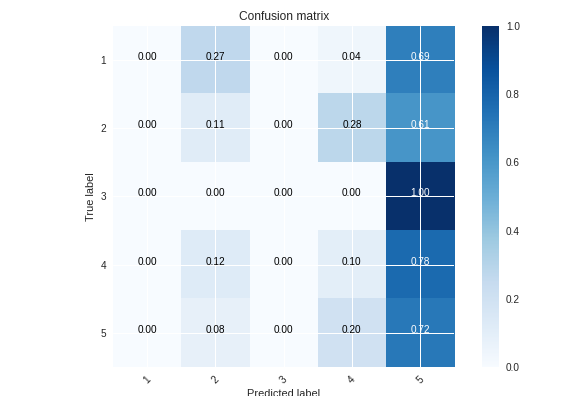 Confusion matrix
1 0.00 0.27 0.00 0.04 0.69 1.0
2 0.00 0.11 0.00 0.28 0.61 0.8
3 0.00 0.00 0.00 0.00 1.00 0.6
4 0.00 0.12 0.00 0.10 0.78 0.4
5 0.00 0.08 0.00 0.20 0.72 0.2
0.0
True label
1 2 3 4 5
Predicted label